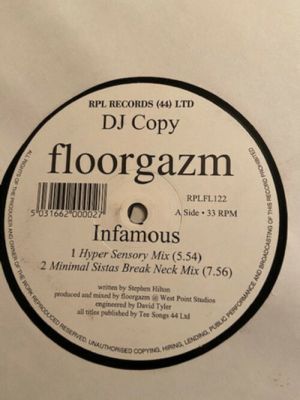 RPL RECORDS (44) LTD
DJ Copy
floorgazm
RPLFL122
5 031662 000027
A Side • 33 RPM
Infamous
1 Hyper Sensory Mix (5.54)
2 Minimal Sistas Break Neck Mix (7.56)
written by Stephen Hilton
produced and mixed by floorgazm @ West Point Studios
engineered by David Tyler
all titles published by Tee Songs 44 Ltd
ALL RIGHTS OF THE PRODUCER AND OWNER OF THE WORK REPRODUCED RESERVED. UNAUTHORISED COPYING, HIRING, LENDING, PUBLIC PERFORMANCE AND BROADCASTING OF THIS RECORD PROHIBITED